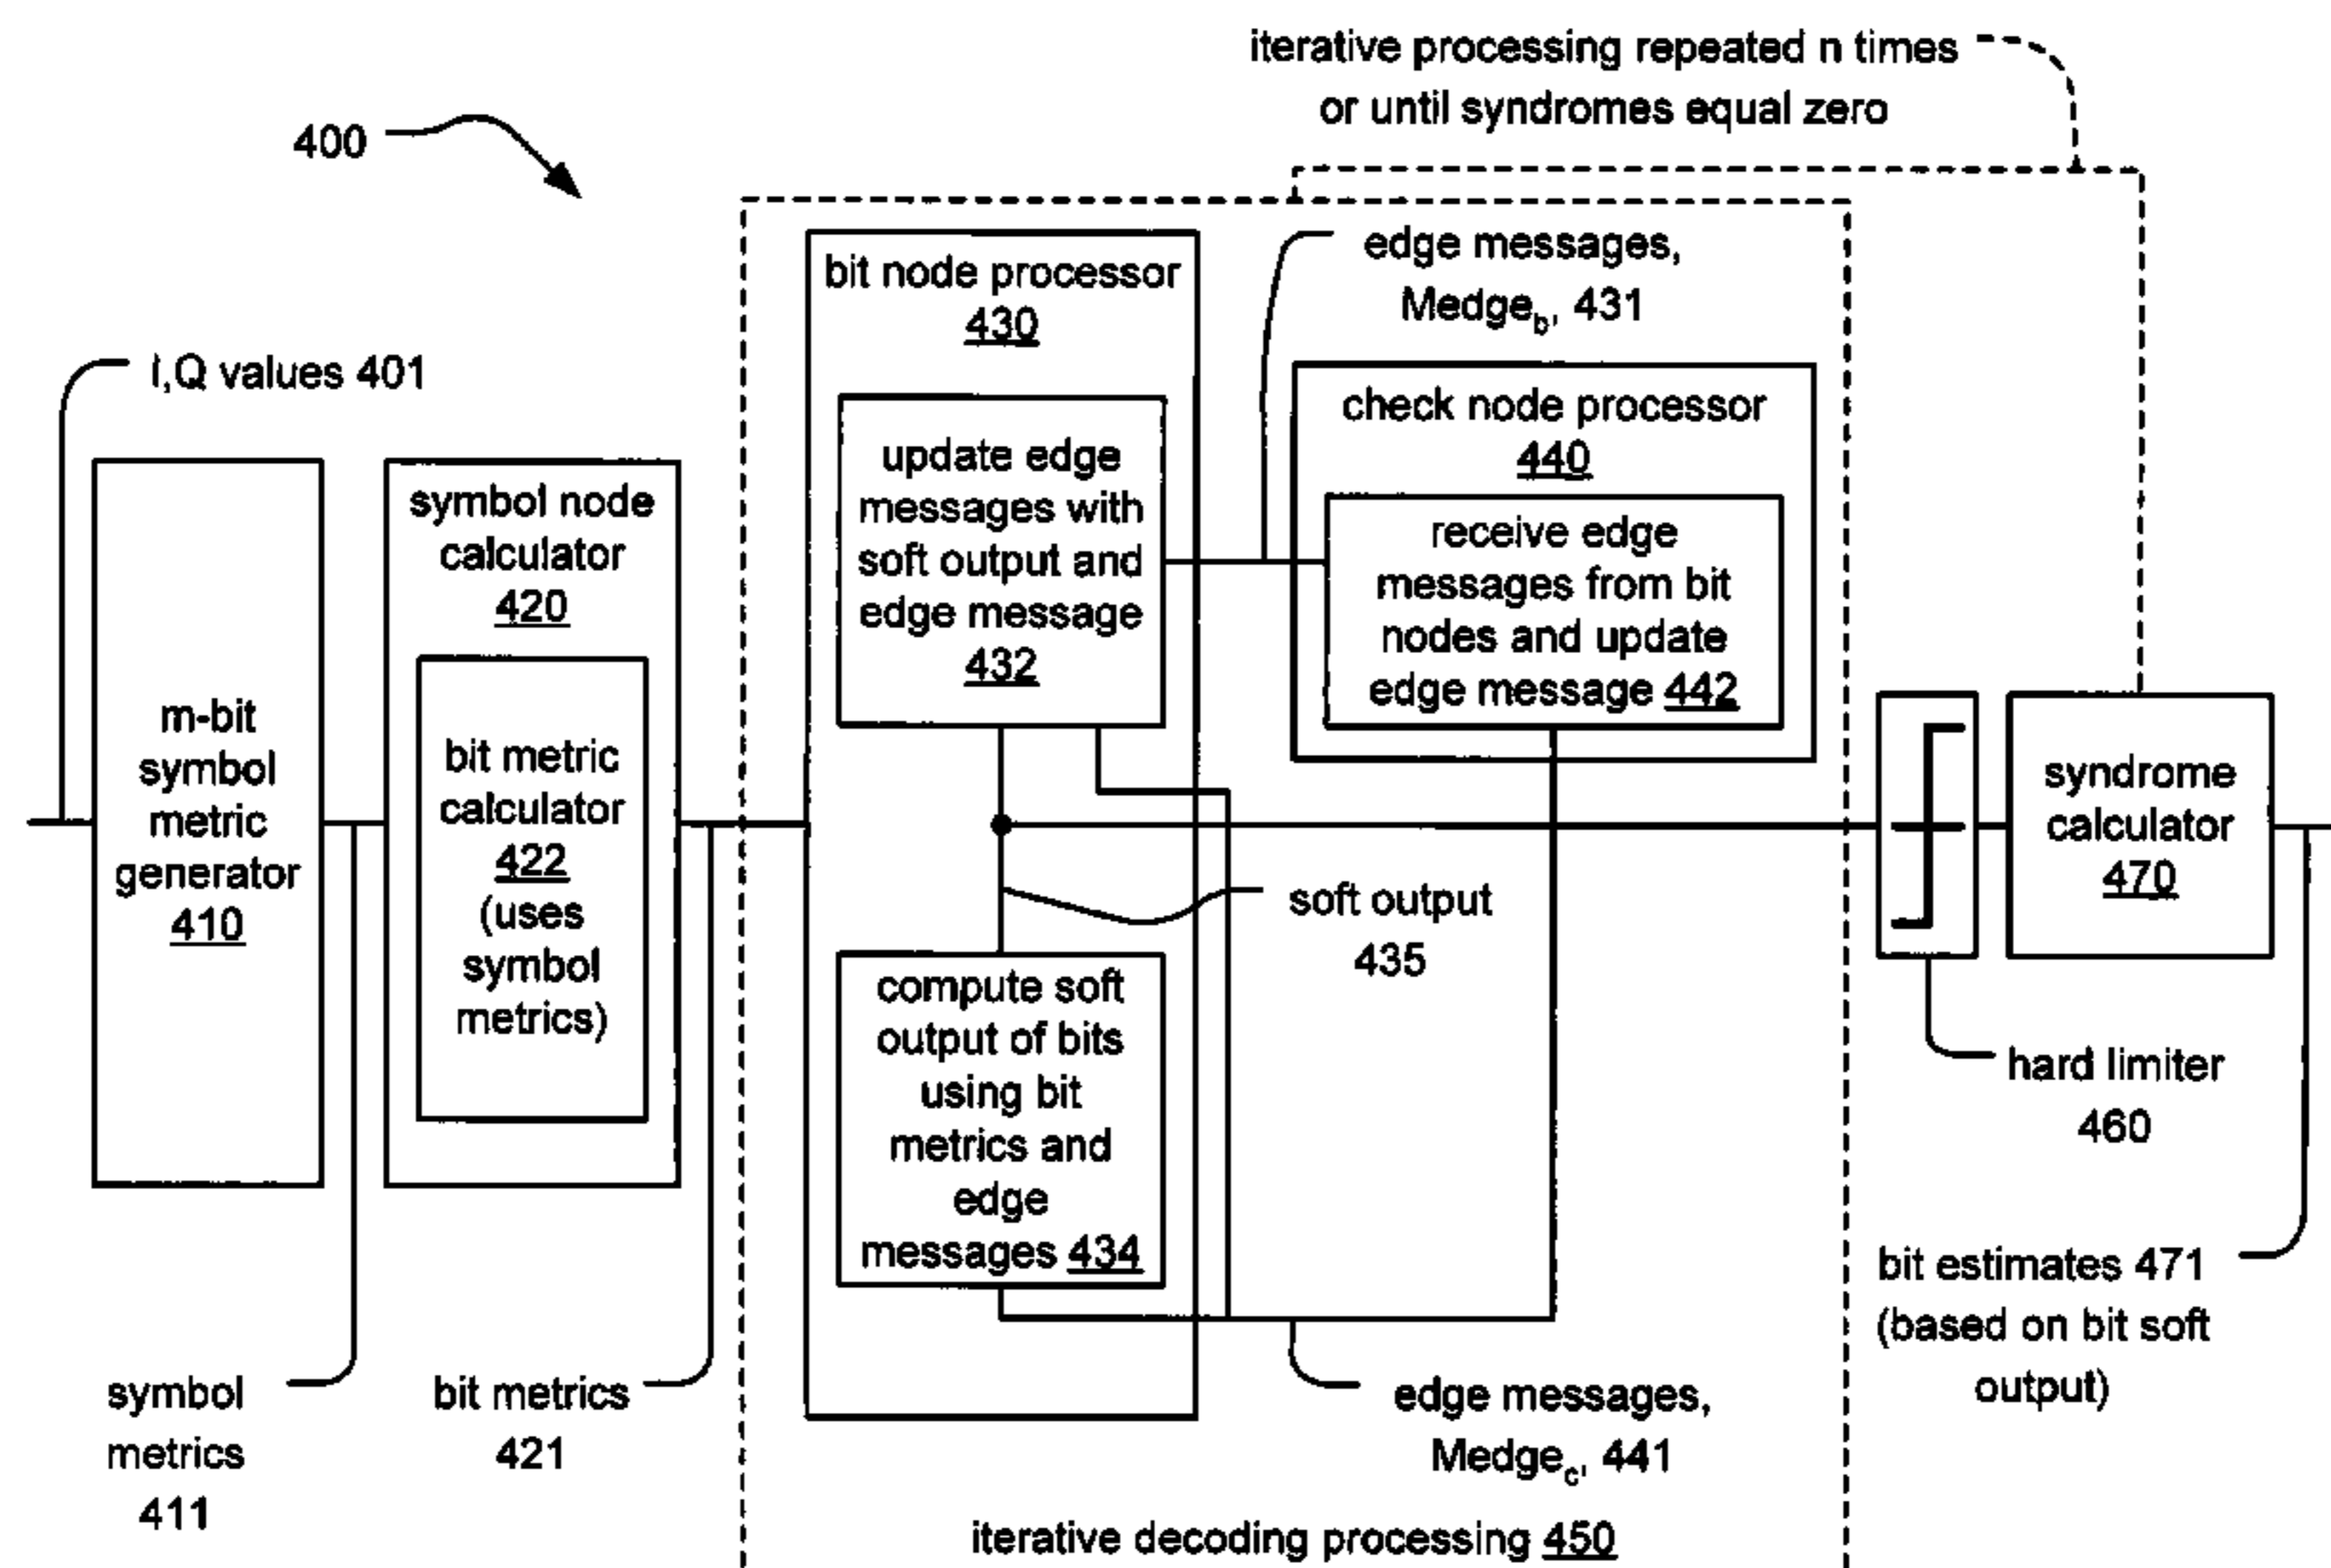 iterative processing repeated n times
or until syndromes equal zero
400
edge messages,
Medge_b, 431
bit node processor
430
I,Q values 401
check node processor
440
update edge
messages with
soft output and
edge message
432
receive edge
messages from bit
nodes and update
edge message 442
symbol node
calculator
420
m-bit
symbol
metric
generator
410
bit metric
calculator
422
(uses
symbol
metrics)
syndrome
calculator
470
soft output
435
compute soft
output of bits
using bit
metrics and
edge
messages 434
hard limiter
460
bit estimates 471
(based on bit soft
output)
symbol
metrics
411
bit metrics
421
edge messages,
Medge_c, 441
iterative decoding processing 450